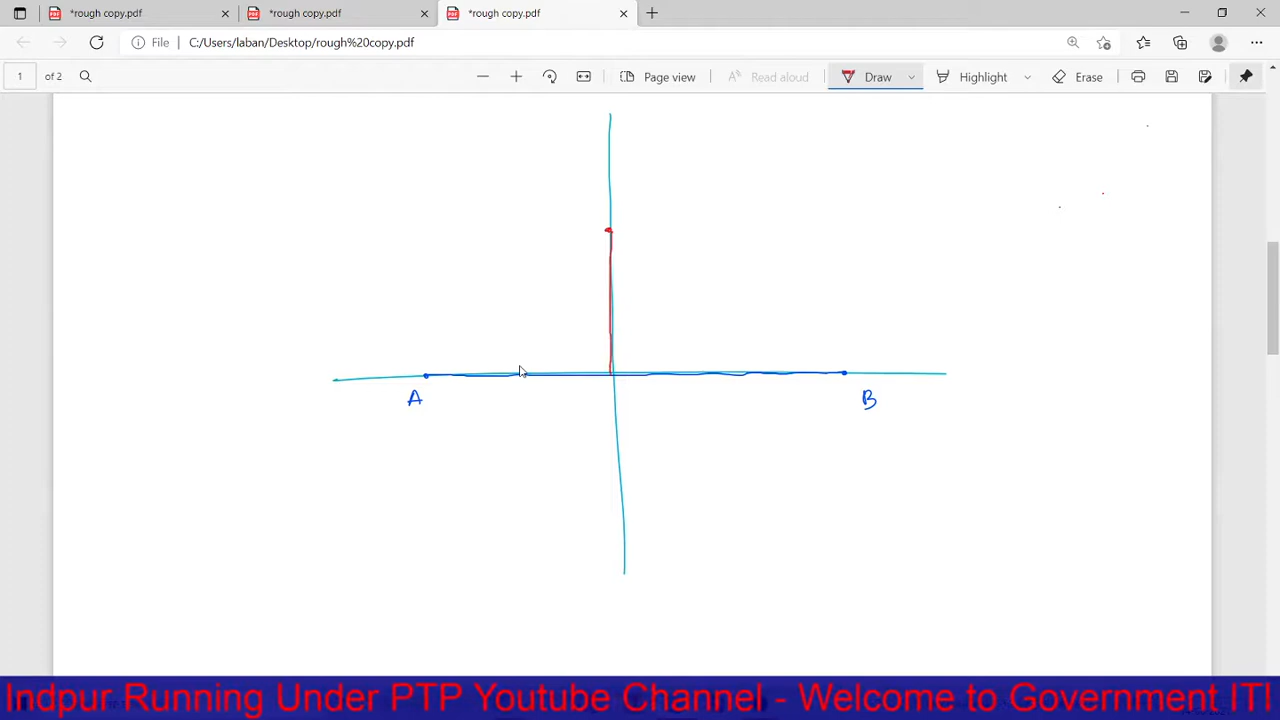 *rough copy.pdf
*rough copy.pdf
*rough copy.pdf
File C:/Users/laban/Desktop/rough%20copy.pdf
1 of 2 Page view Read aloud Draw Highlight Erase
A
B
Indpur Running Under PTP Youtube Channel - Welcome to Government ITI